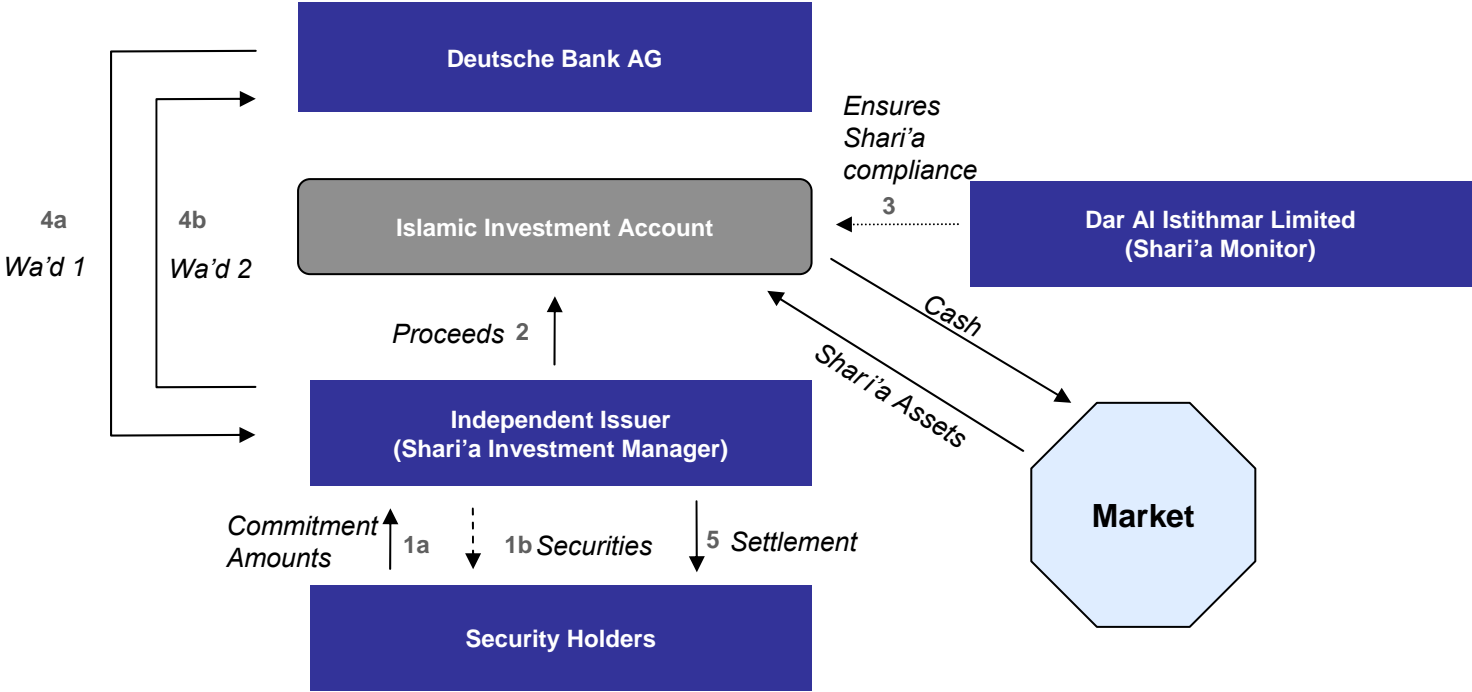 Deutsche Bank AG
Ensures
Shari’a
compliance
3
4a
Wa’d 1
4b
Wa’d 2
Islamic Investment Account
Dar Al Istithmar Limited
(Shari’a Monitor)
Cash
Shari’a Assets
Proceeds 2
Independent Issuer
(Shari’a Investment Manager)
Market
Commitment
Amounts
1a
1b Securities
5 Settlement
Security Holders